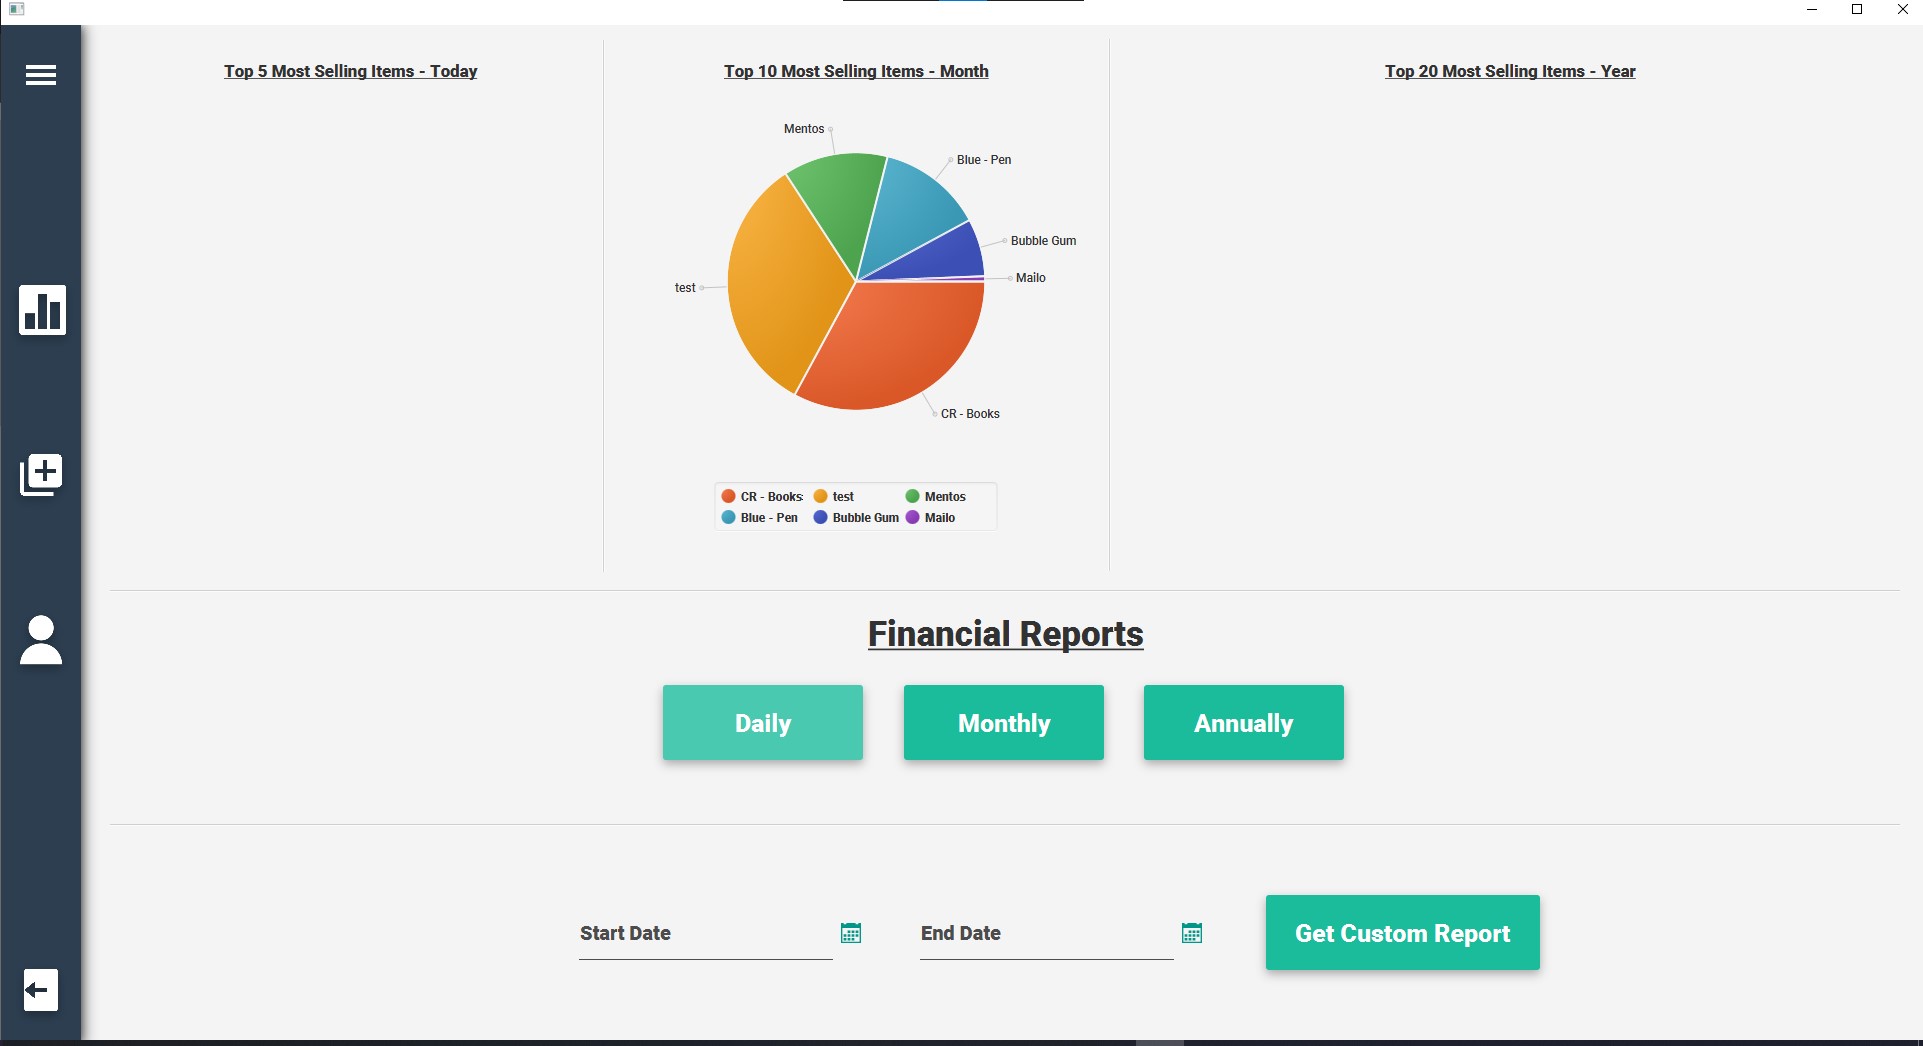 Top 5 Most Selling Items - Today
Top 10 Most Selling Items - Month
Top 20 Most Selling Items - Year
Mentos
Blue - Pen
Bubble Gum
Mailo
test
CR - Books
CR - Books test Mentos
Blue - Pen Bubble Gum Mailo
Financial Reports
Daily Monthly Annually
Start Date End Date Get Custom Report